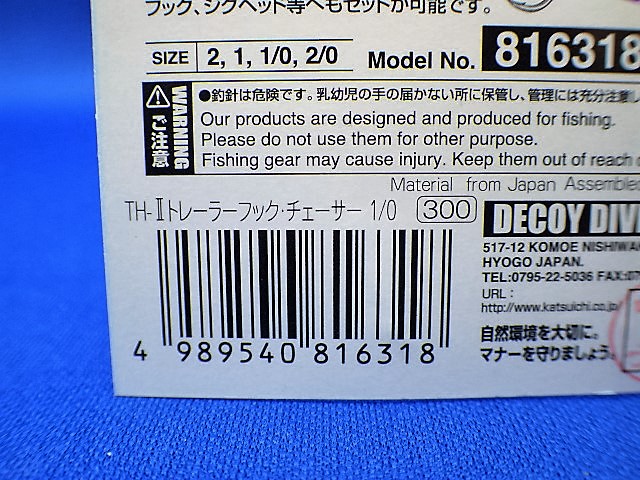 フック、ジグヘッド等へもセットが可能です。
SIZE 2, 1, 1/0, 2/0 Model No. 816318
WARNING
ご注意
●釣針は危険です。乳幼児の手の届かない所に保管し、管理には充分注意し
Our products are designed and produced for fishing.
Please do not use them for other purpose.
Fishing gear may cause injury. Keep them out of reach
Material from Japan Assemble
TH-Ⅱトレーラーフック・チェーサー 1/0 300
DECOY DIV
517-12 KOMOE NISHIWA
HYOGO JAPAN.
TEL:0795-22-5036 FAX:07
URL :
http://www.katsuichi.co.jp/
自然環境を大切に。
マナーを守りましょう。
4 989540 816318